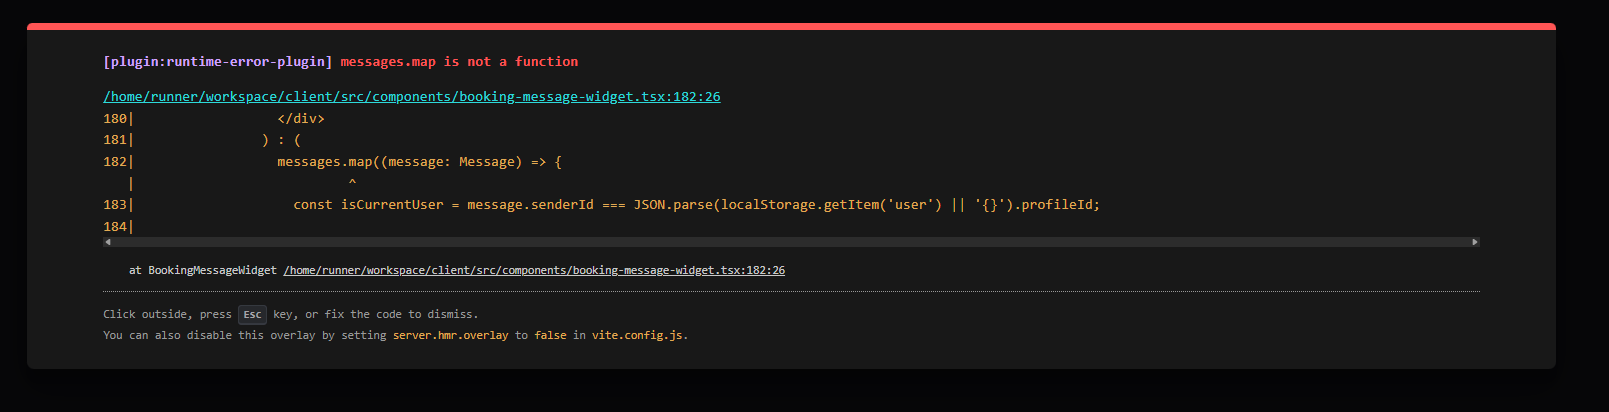 [plugin:runtime-error-plugin] messages.map is not a function
/home/runner/workspace/client/src/components/booking-message-widget.tsx:182:26
180|                  </div>
181|                ) : (
182|                  messages.map((message: Message) => {
   |                           ^
183|                    const isCurrentUser = message.senderId === JSON.parse(localStorage.getItem('user') || '{}').profileId;
184|
at BookingMessageWidget /home/runner/workspace/client/src/components/booking-message-widget.tsx:182:26
Click outside, press Esc key, or fix the code to dismiss.
You can also disable this overlay by setting server.hmr.overlay to false in vite.config.js.